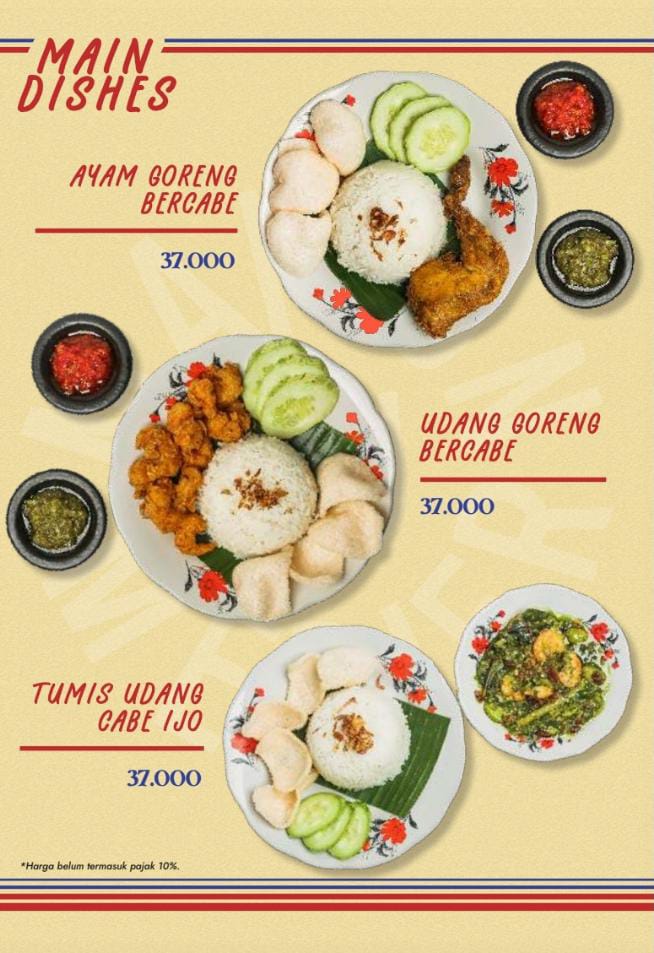 MAIN
DISHES
AYAM GORENG
BERCABE
37.000
UDANG GORENG
BERCABE
37.000
TUMIS UDANG
CABE IJO
37.000
*Harga belum termasuk pajak 10%.